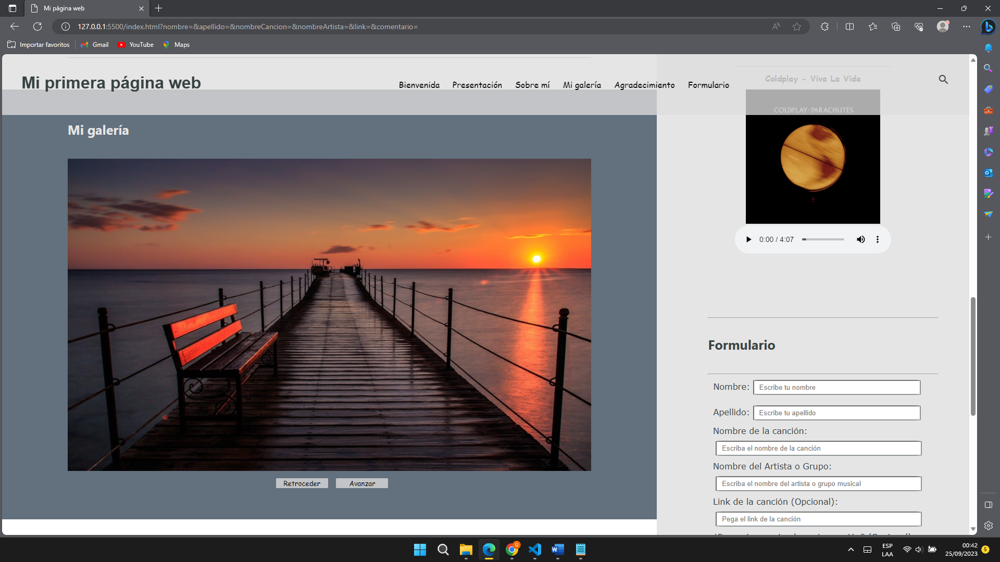 Mi página web
127.0.0.1:5500/index.html?nombre=&apellido=&nombreCancion=&nombreArtista=&link=&comentario=
Importar favoritos
Gmail
YouTube
Maps
Mi primera página web
Bienvenida
Presentación
Sobre mí
Mi galería
Agradecimiento
Formulario
Coldplay - Viva La Vida
COLDPLAY·PARACHUTES
Mi galería
0:00 / 4:07
Formulario
Nombre: Escribe tu nombre
Apellido: Escribe tu apellido
Nombre de la canción:
Escriba el nombre de la canción
Nombre del Artista o Grupo:
Escriba el nombre del artista o grupo musical
Link de la canción (Opcional):
Pega el link de la canción
Retroceder
Avanzar
ESP
LAA
00:42
25/09/2023
5